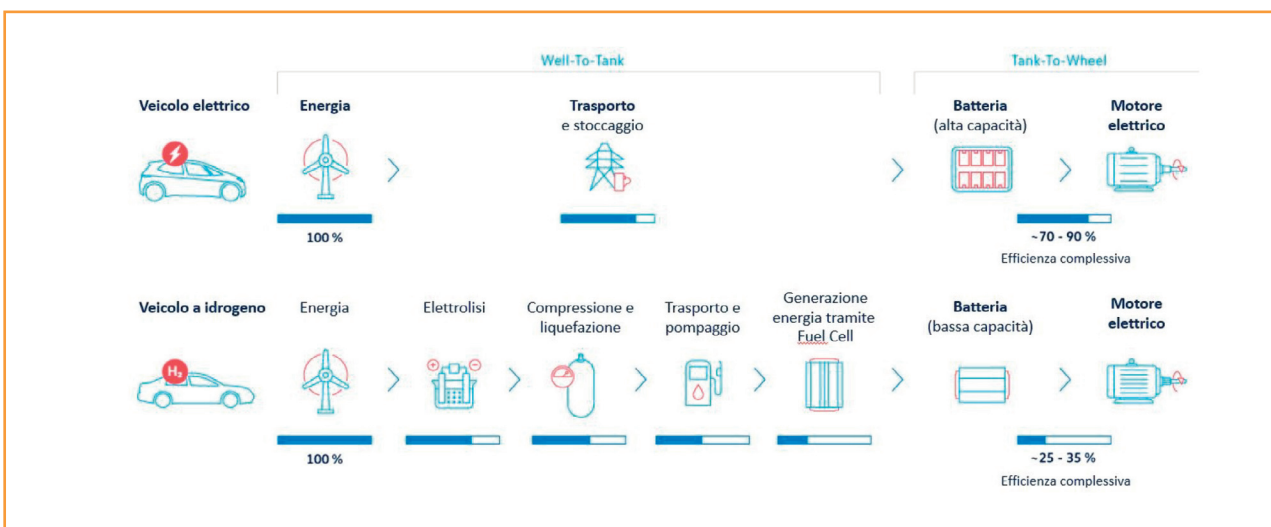 Well-To-Tank
Tank-To-Wheel
Veicolo elettrico
Energia
Trasporto
e stoccaggio
Batteria
(alta capacità)
Motore
elettrico
100 %
~70 - 90 %
Efficienza complessiva
Veicolo a idrogeno
Energia
Elettrolisi
Compressione e
liquefazione
Trasporto e
pompaggio
Generazione
energia tramite
Fuel Cell
Batteria
(bassa capacità)
Motore
elettrico
H₂
100 %
~25 - 35 %
Efficienza complessiva